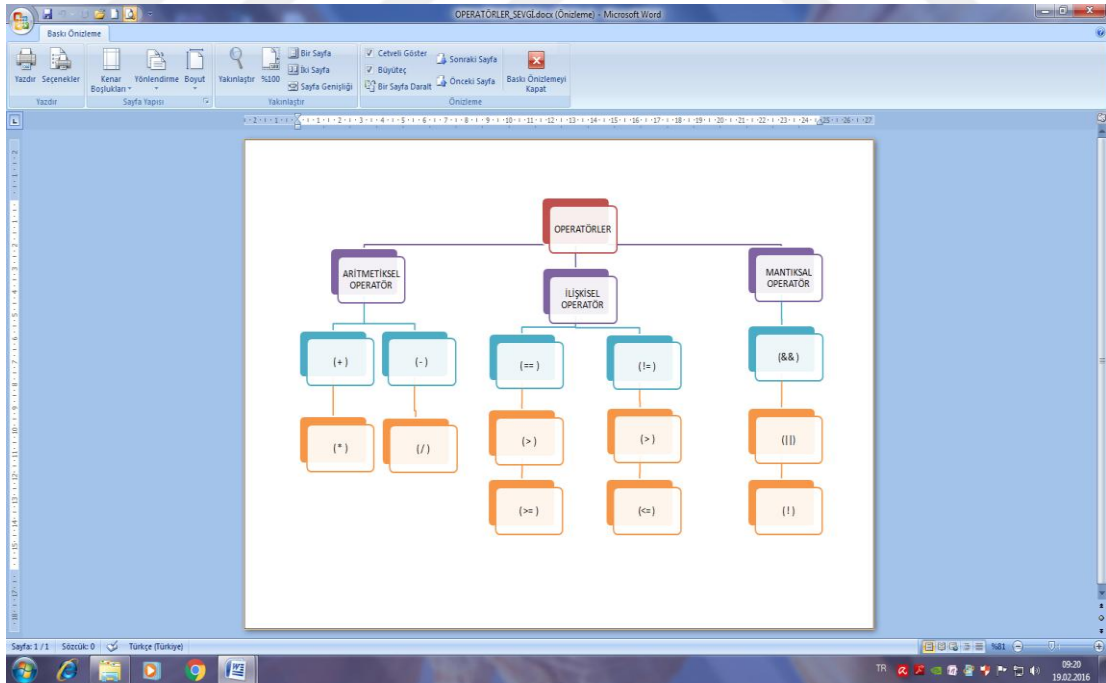 OPERATÖRLER_SEVGİ.docx (Önizleme) - Microsoft Word
Baskı Önizleme
Yazdır Seçenekler
Kenar Boşlukları Yönlendirme Boyut
Yakınlaştır %100
Bir Sayfa
İki Sayfa
Sayfa Genişliği
Cetveli Göster
Büyüteç
Bir Sayfa Daralt
Sonraki Sayfa
Önceki Sayfa
Baskı Önizlemeyi
Kapat
Yazdır
Sayfa Yapısı
Yakınlaştır
Önizleme
OPERATÖRLER
ARİTMETİKSEL
OPERATÖR
İLİŞKİSEL
OPERATÖR
MANTIKSAL
OPERATÖR
(+ ) (- ) (== ) (!= ) (&& )
(* ) (/ ) (> ) (> ) (||)
(>= ) (<= ) (! )
Sayfa: 1 / 1 Sözcük: 0 Türkçe (Türkiye) %81
TR 09:20
19.02.2016